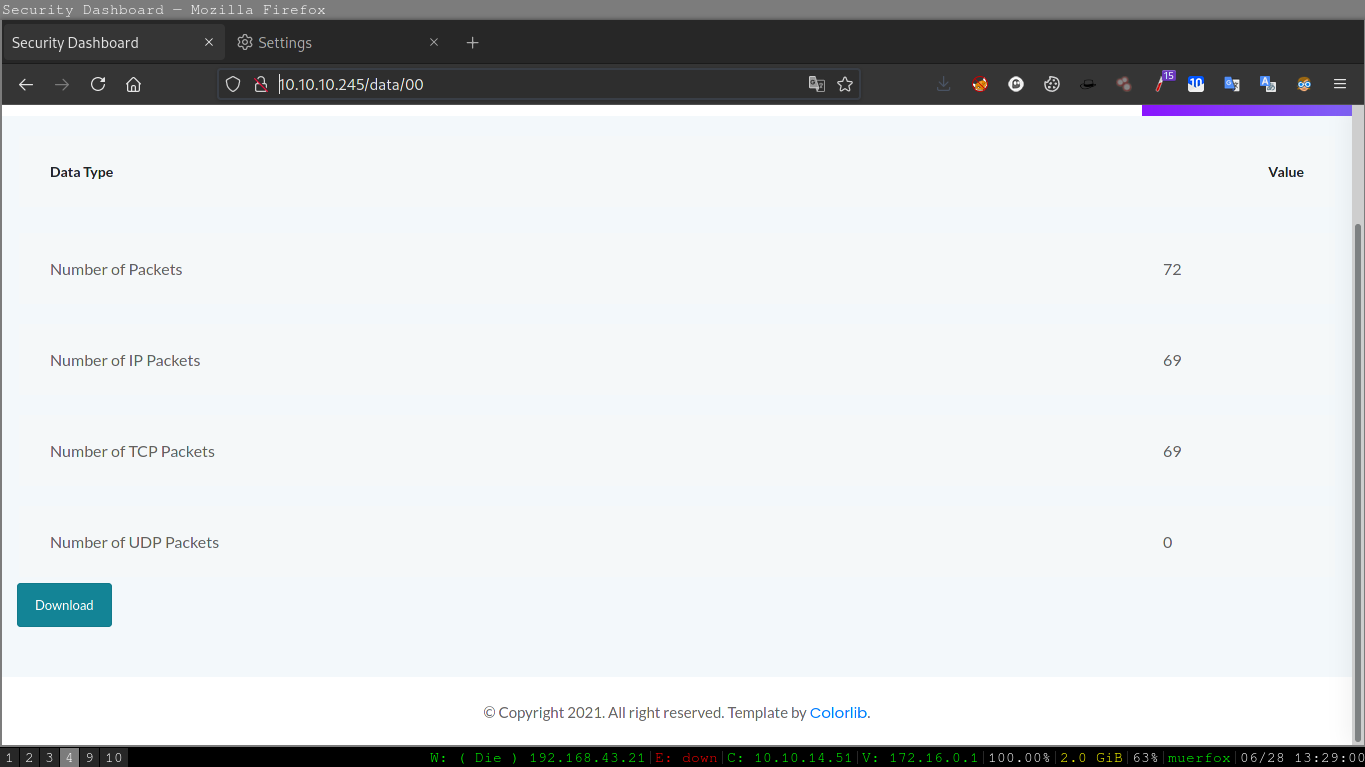 Security Dashboard — Mozilla Firefox
Security Dashboard
Settings
10.10.10.245/data/00
15
10
Data Type Value
Number of Packets 72
Number of IP Packets 69
Number of TCP Packets 69
Number of UDP Packets 0
Download
© Copyright 2021. All right reserved. Template by Colorlib.
1 2 3 4 9 10 W: ( Die ) 192.168.43.21|E: down|C: 10.10.14.51|V: 172.16.0.1|100.00%|2.0 GiB|63%|muerfox|06/28 13:29:00